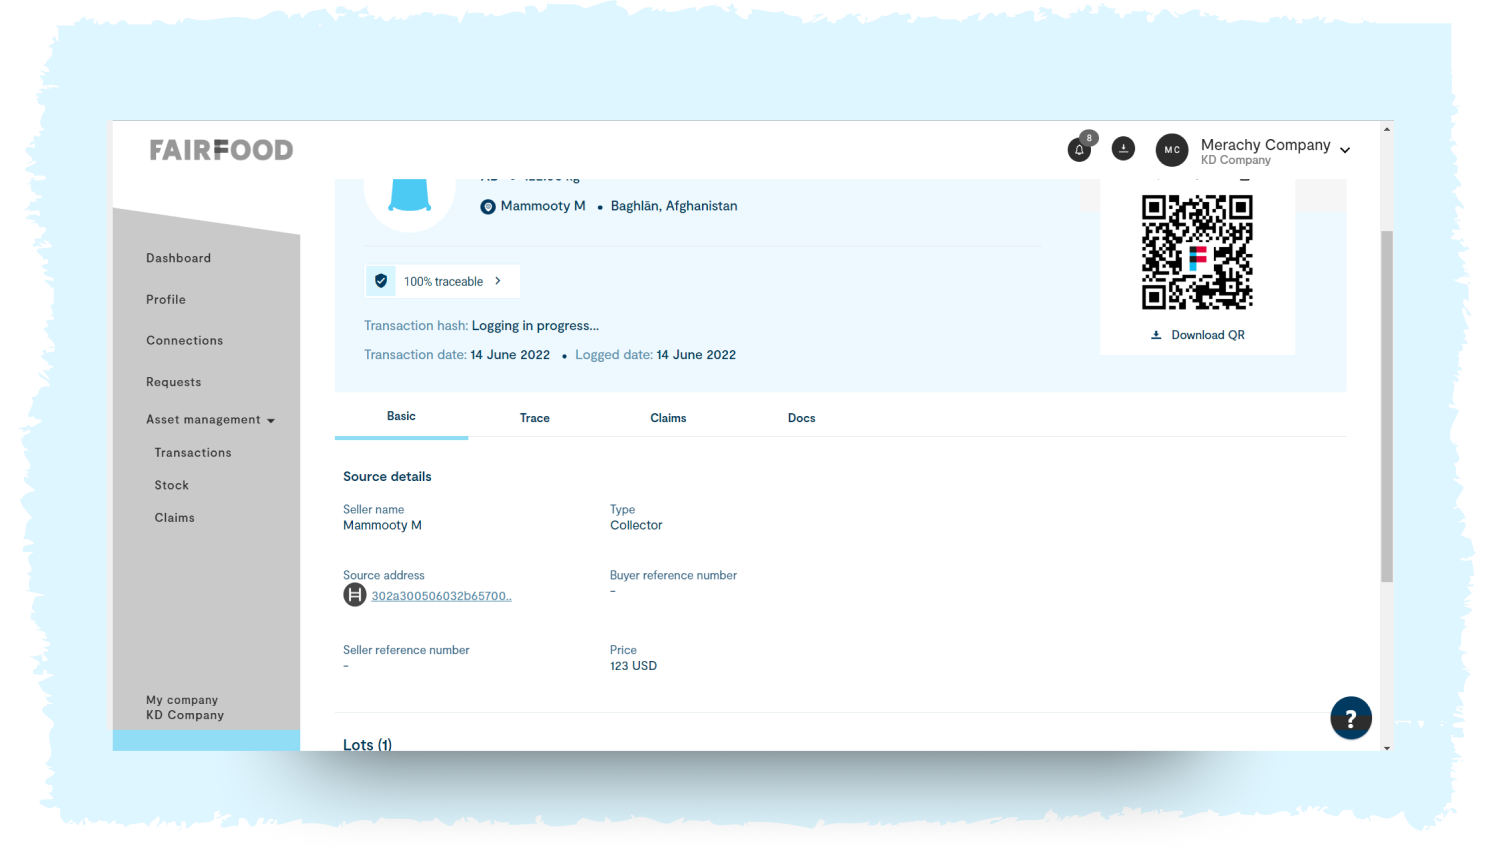 FAIRFOOD
8
MC
Merachy Company
KD Company
Dashboard
Profile
Connections
Requests
Asset management
Transactions
Stock
Claims
My company
KD Company
Mammooty M • Baghlān, Afghanistan
100% traceable
Transaction hash: Logging in progress...
Transaction date: 14 June 2022 • Logged date: 14 June 2022
F
Download QR
Basic
Trace
Claims
Docs
Source details
Seller name
Mammooty M
Type
Collector
Source address
302a300506032b65700..
Buyer reference number
-
Seller reference number
-
Price
123 USD
Lots (1)
?